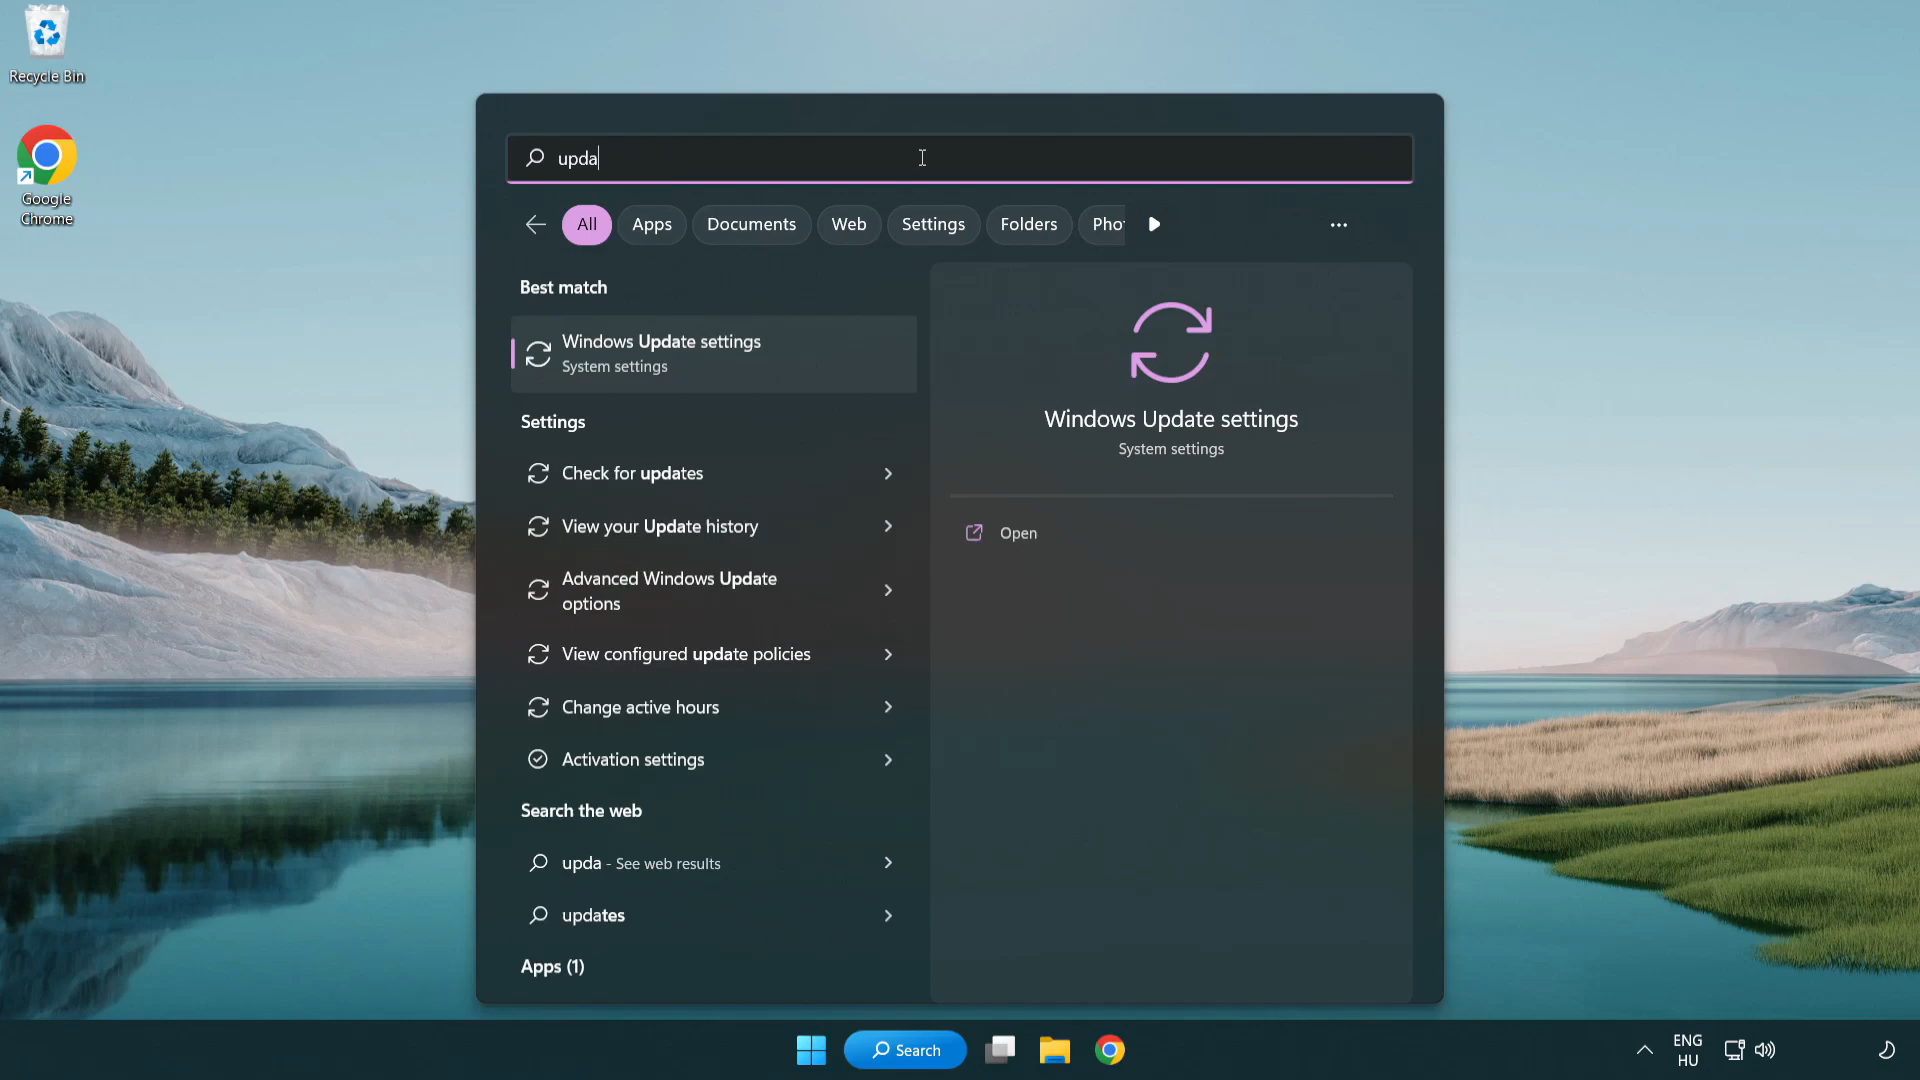 Recycle Bin
Google
Chrome
upda
All
Apps
Documents
Web
Settings
Folders
Pho
Best match
Windows Update settings
System settings
Settings
Check for updates
View your Update history
Advanced Windows Update
options
View configured update policies
Change active hours
Activation settings
Search the web
upda - See web results
updates
Apps (1)
Windows Update settings
System settings
Open
Search
ENG
HU